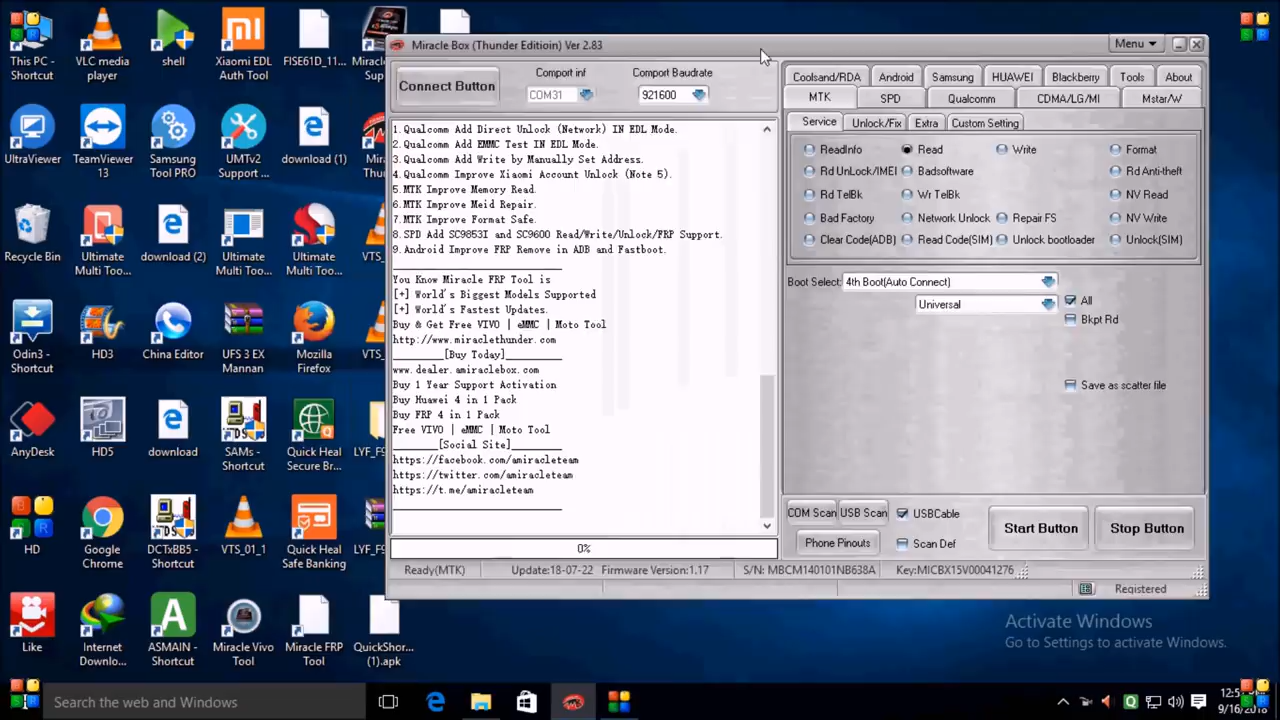 This PC -
Shortcut
VLC media
player
shell
Xiaomi EDL
Auth Tool
FISE61D_11...
UltraViewer
TeamViewer
13
Samsung
Tool PRO
UMTv2
Support ...
download (1)
Recycle Bin
Ultimate
Multi Too...
download (2)
Ultimate
Multi Too...
Ultimate
Multi Too...
Odin3 -
Shortcut
HD3
China Editor
UFS 3 EX
Mannan
Mozilla
Firefox
AnyDesk
HD5
download
SAMs -
Shortcut
Quick Heal
Secure Br...
HD
Google
Chrome
DCTxBB5 -
Shortcut
VTS_01_1
Quick Heal
Safe Banking
Like
Internet
Downlo...
ASMAIN -
Shortcut
Miracle Vivo
Tool
Miracle FRP
Tool
QuickShor...
(1).apk
Miracle Box (Thunder Editioin) Ver 2.83
Menu
Connect Button
Comport inf
COM31
Comport Baudrate
921600
1.Qualcomm Add Direct Unlock (Network) IN EDL Mode.
2.Qualcomm Add EMMC Test IN EDL Mode.
3.Qualcomm Add Write by Manually Set Address.
4.Qualcomm Improve Xiaomi Account Unlock (Note 5).
5.MTK Improve Memory Read.
6.MTK Improve Meid Repair.
7.MTK Improve Format Safe.
8.SPD Add SC9853I and SC9600 Read/Write/Unlock/FRP Support.
9.Android Improve FRP Remove in ADB and Fastboot.
You Know Miracle FRP Tool is
[+] World's Biggest Models Supported
[+] World's Fastest Updates.
Buy & Get Free VIVO | eMMC | Moto Tool
http://www.miraclethunder.com
________[Buy Today]________
www.dealer.amiraclebox.com
Buy 1 Year Support Activation
Buy Huawei 4 in 1 Pack
Buy FRP 4 in 1 Pack
Free VIVO | eMMC | Moto Tool
_______[Social Site]_______
https://facebook.com/amiracleteam
https://twitter.com/amiracleteam
https://t.me/amiracleteam
0%
Coolsand/RDA Android Samsung HUAWEI Blackberry Tools About
MTK SPD Qualcomm CDMA/LG/MI Mstar/W
Service Unlock/Fix Extra Custom Setting
ReadInfo Read Write Format
Rd UnLock/IMEI Badsoftware Rd Anti-theft
Rd TelBk Wr TelBk NV Read
Bad Factory Network Unlock Repair FS NV Write
Clear Code(ADB) Read Code(SIM) Unlock bootloader Unlock(SIM)
Boot Select: 4th Boot(Auto Connect)
Universal All
Bkpt Rd
Save as scatter file
COM Scan USB Scan USBCable
Phone Pinouts Scan Def
Start Button Stop Button
Ready(MTK) Update:18-07-22 Firmware Version:1.17 S/N: MBCM140101NB638A Key:MICBX15V00041276
Registered
Activate Windows
Go to Settings to activate Windows.
Search the web and Windows